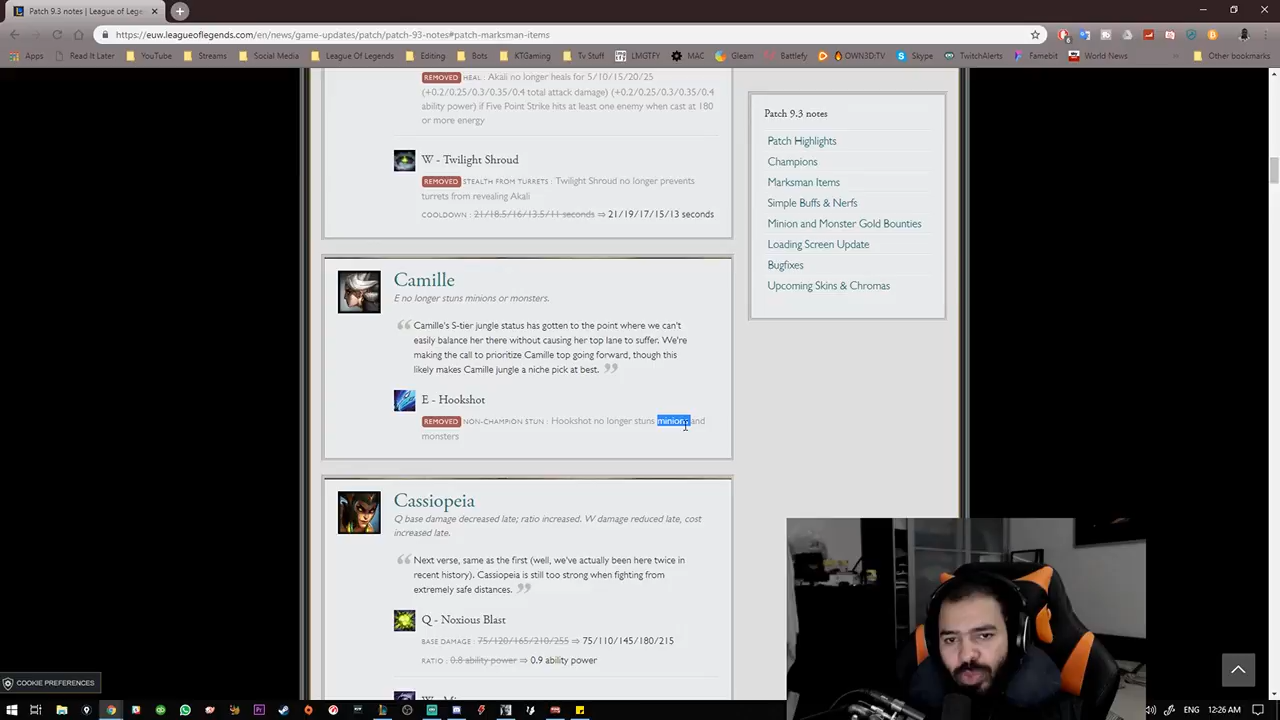 Patch 9.3 notes | League of Lege
https://euw.leagueoflegends.com/en/news/game-updates/patch/patch-93-notes#patch-marksman-items
Apps Read It Later YouTube Streams Social Media League Of Legends Editing Bots KTGaming Tv Stuff LMGTFY MAC Gleam Battlefy OWN3D:TV Skype TwitchAlerts Famebit World News Other bookmarks
REMOVED HEAL : Akali no longer heals for 5/10/15/20/25
(+0.2/0.25/0.3/0.35/0.4 total attack damage) (+0.2/0.25/0.3/0.35/0.4
ability power) if Five Point Strike hits at least one enemy when cast at 180
or more energy
W - Twilight Shroud
REMOVED STEALTH FROM TURRETS : Twilight Shroud no longer prevents
turrets from revealing Akali
COOLDOWN : 21/18.5/16/13.5/11 seconds ⇒ 21/19/17/15/13 seconds
Camille
E no longer stuns minions or monsters.
Camille's S-tier jungle status has gotten to the point where we can't
easily balance her there without causing her top lane to suffer. We're
making the call to prioritize Camille top going forward, though this
likely makes Camille jungle a niche pick at best.
E - Hookshot
REMOVED NON-CHAMPION STUN : Hookshot no longer stuns minions and
monsters
Cassiopeia
Q base damage decreased late; ratio increased. W damage reduced late, cost
increased late.
Next verse, same as the first (well, we've actually been here twice in
recent history). Cassiopeia is still too strong when fighting from
extremely safe distances.
Q - Noxious Blast
BASE DAMAGE : 75/120/165/210/255 ⇒ 75/110/145/180/215
RATIO : 0.8 ability power ⇒ 0.9 ability power
Patch 9.3 notes
Patch Highlights
Champions
Marksman Items
Simple Buffs & Nerfs
Minion and Monster Gold Bounties
Loading Screen Update
Bugfixes
Upcoming Skins & Chromas
COOKIE PREFERENCES
ENG 12:26 AM